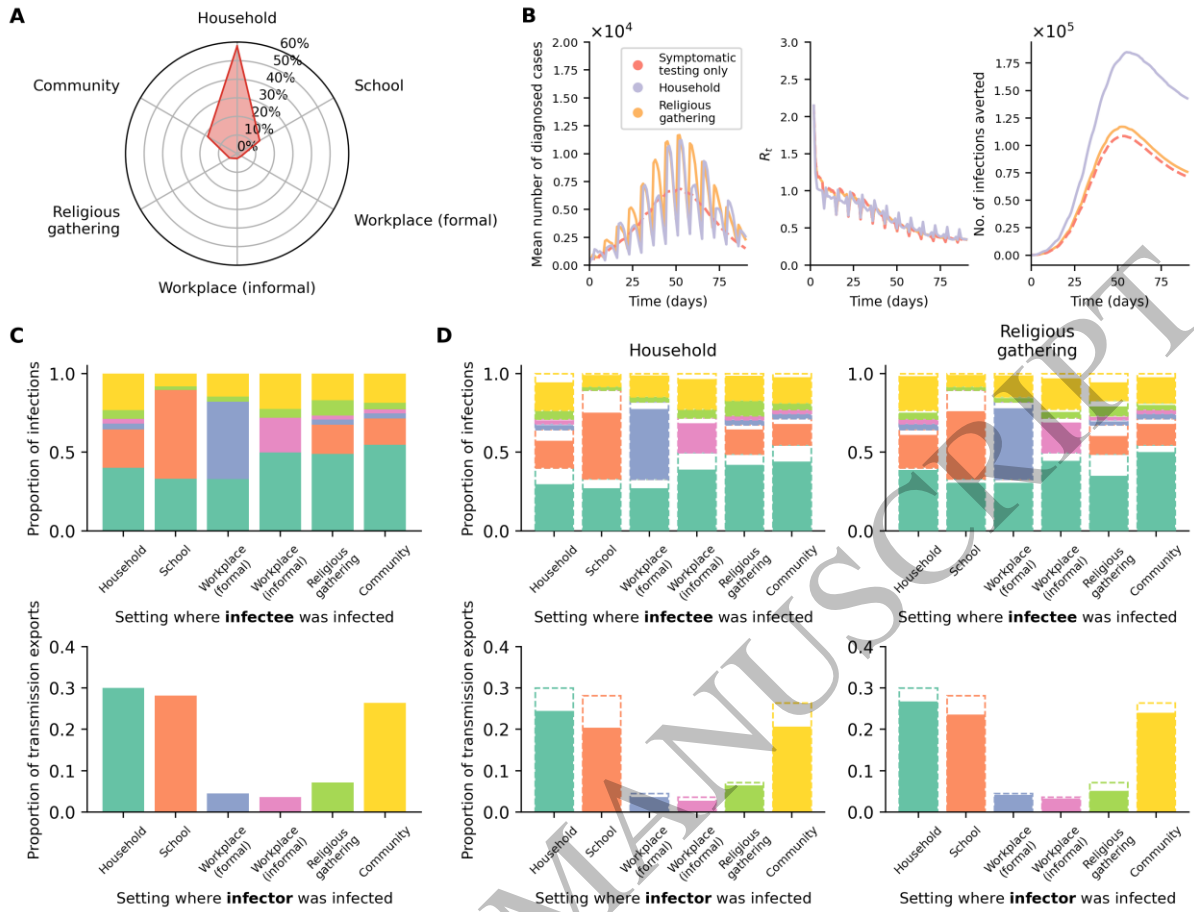 A
Household
60%
50%
40%
30%
20%
10%
0%
Community
School
Religious
gathering
Workplace (formal)
Workplace (informal)
B
×10⁴
Mean number of diagnosed cases
2.00
1.75
1.50
1.25
1.00
0.75
0.50
0.25
0.00
0 25 50 75
Time (days)
Symptomatic
testing only
Household
Religious
gathering
Rₜ
3.0
2.5
2.0
1.5
1.0
0.5
0.0
0 25 50 75
Time (days)
×10⁵
No. of infections averted
1.75
1.50
1.25
1.00
0.75
0.50
0.25
0.00
0 25 50 75
Time (days)
C
Proportion of infections
1.0
0.5
0.0
Household
School
Workplace
(formal)
Workplace
(informal)
Religious
gathering
Community
Setting where infectee was infected
Proportion of transmission exports
0.4
0.3
0.2
0.1
0.0
Household
School
Workplace
(formal)
Workplace
(informal)
Religious
gathering
Community
Setting where infector was infected
D
Household
Proportion of infections
1.0
0.5
0.0
Household
School
Workplace
(formal)
Workplace
(informal)
Religious
gathering
Community
Setting where infectee was infected
Religious
gathering
1.0
0.5
0.0
Household
School
Workplace
(formal)
Workplace
(informal)
Religious
gathering
Community
Setting where infectee was infected
Proportion of transmission exports
0.4
0.3
0.2
0.1
0.0
Household
School
Workplace
(formal)
Workplace
(informal)
Religious
gathering
Community
Setting where infector was infected
0.4
0.3
0.2
0.1
0.0
Household
School
Workplace
(formal)
Workplace
(informal)
Religious
gathering
Community
Setting where infector was infected
MANUSCRIPT